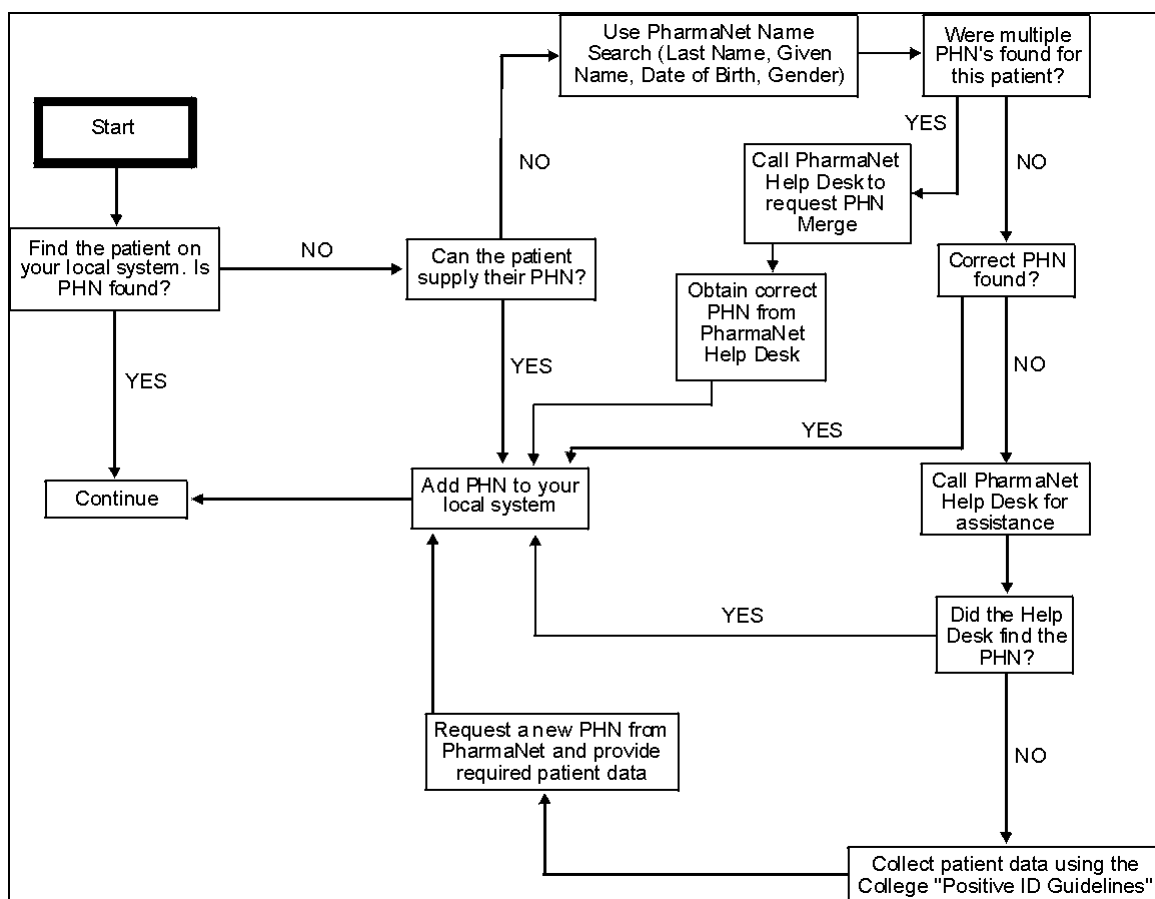 Start
Find the patient on
your local system. Is
PHN found?
NO
YES
Continue
Can the patient
supply their PHN?
NO
YES
Use PharmaNet Name
Search (Last Name, Given
Name, Date of Birth, Gender)
Were multiple
PHN's found for
this patient?
YES
NO
Call PharmaNet
Help Desk to
request PHN
Merge
Obtain correct
PHN from
PharmaNet
Help Desk
Correct PHN
found?
YES
NO
Add PHN to your
local system
Call PharmaNet
Help Desk for
assistance
Did the Help
Desk find the
PHN?
YES
NO
Request a new PHN from
PharmaNet and provide
required patient data
Collect patient data using the
College "Positive ID Guidelines"